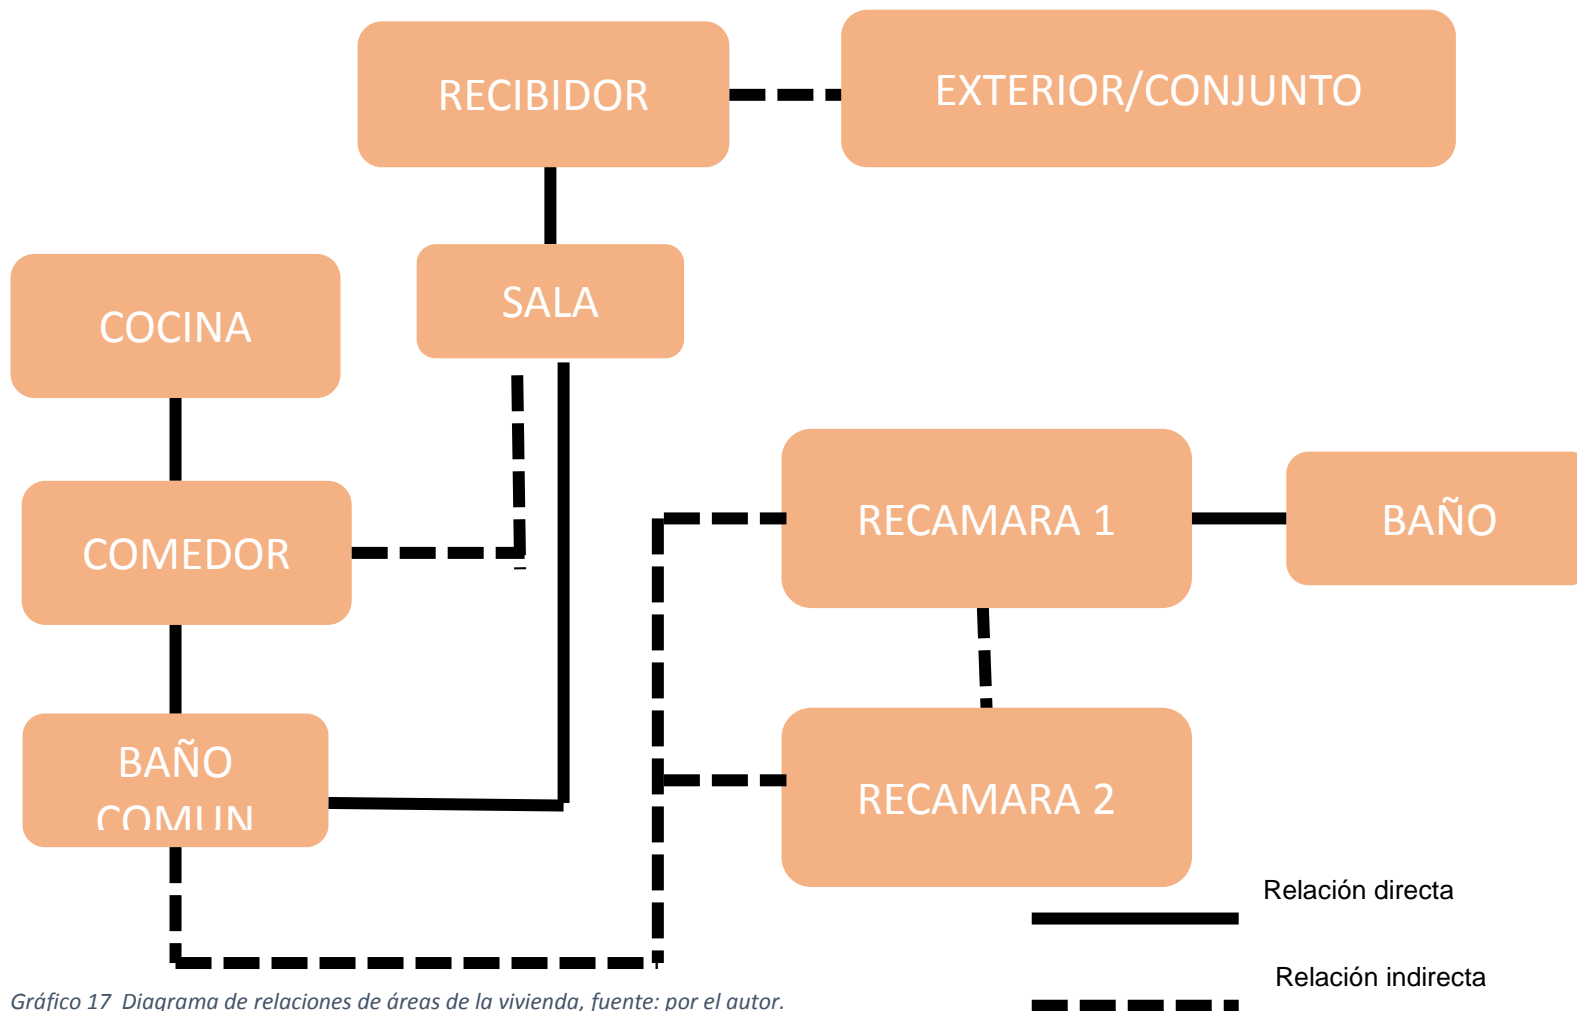 RECIBIDOR
EXTERIOR/CONJUNTO
SALA
COCINA
COMEDOR
RECAMARA 1
BAÑO
BAÑO
COMUN
RECAMARA 2
Relación directa
Relación indirecta
Gráfico 17 Diagrama de relaciones de áreas de la vivienda, fuente: por el autor.